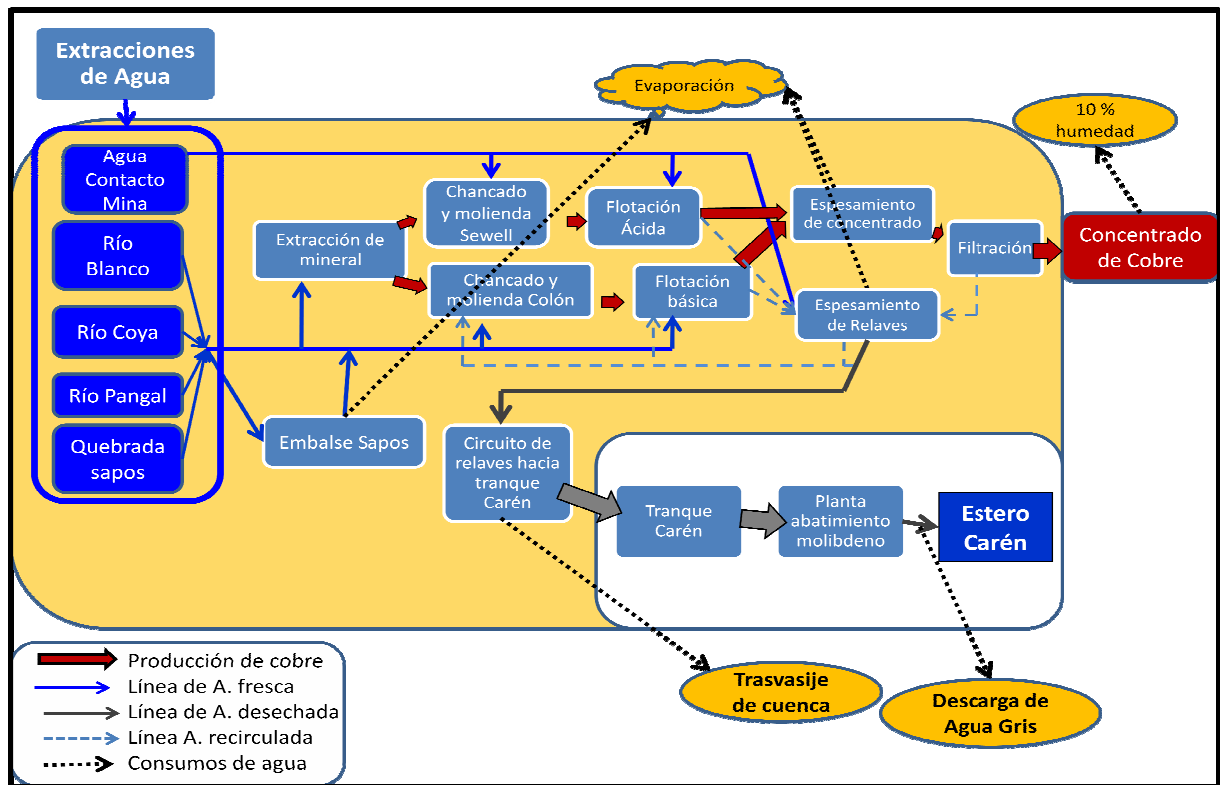 Extracciones
de Agua
Evaporación
10 %
humedad
Agua
Contacto
Mina
Río
Blanco
Río Coya
Río Pangal
Quebrada
sapos
Extracción de
mineral
Chancado
y molienda
Sewell
Flotación
Ácida
Espesamiento
de concentrado
Filtración
Concentrado
de Cobre
Chancado y
molienda Colón
Flotación
básica
Espesamiento
de Relaves
Embalse Sapos
Circuito de
relaves hacia
tranque
Carén
Tranque
Carén
Planta
abatimiento
molibdeno
Estero
Carén
Trasvasije
de cuenca
Descarga de
Agua Gris
Producción de cobre
Línea de A. fresca
Línea de A. desechada
Línea A. recirculada
Consumos de agua